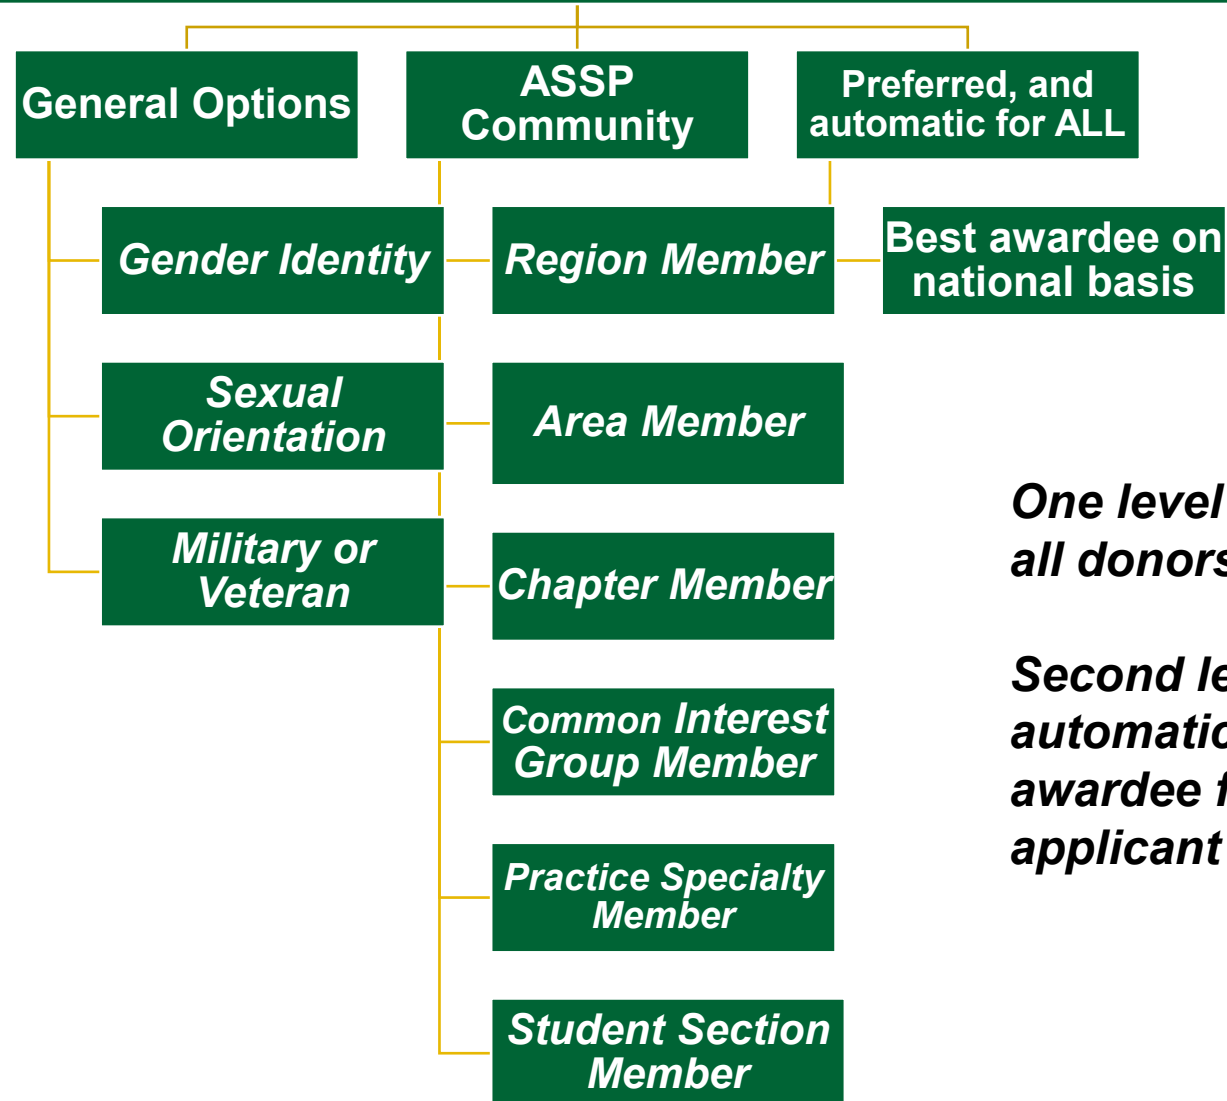 General Options
ASSP
Community
Preferred, and
automatic for ALL
Gender Identity
Sexual
Orientation
Military or
Veteran
Region Member
Area Member
Chapter Member
Common Interest
Group Member
Practice Specialty
Member
Student Section
Member
Best awardee on
national basis
One level
all donors
Second le
automatic
awardee f
applicant